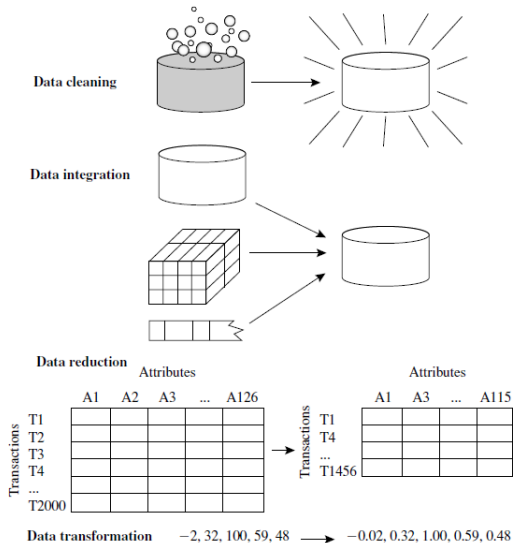 Data cleaning
Data integration
Data reduction
Attributes
A1 A2 A3 ... A126
Transactions
T1
T2
T3
T4
...
T2000
Attributes
A1 A3 ... A115
Transactions
T1
T4
...
T1456
Data transformation −2, 32, 100, 59, 48 −0.02, 0.32, 1.00, 0.59, 0.48